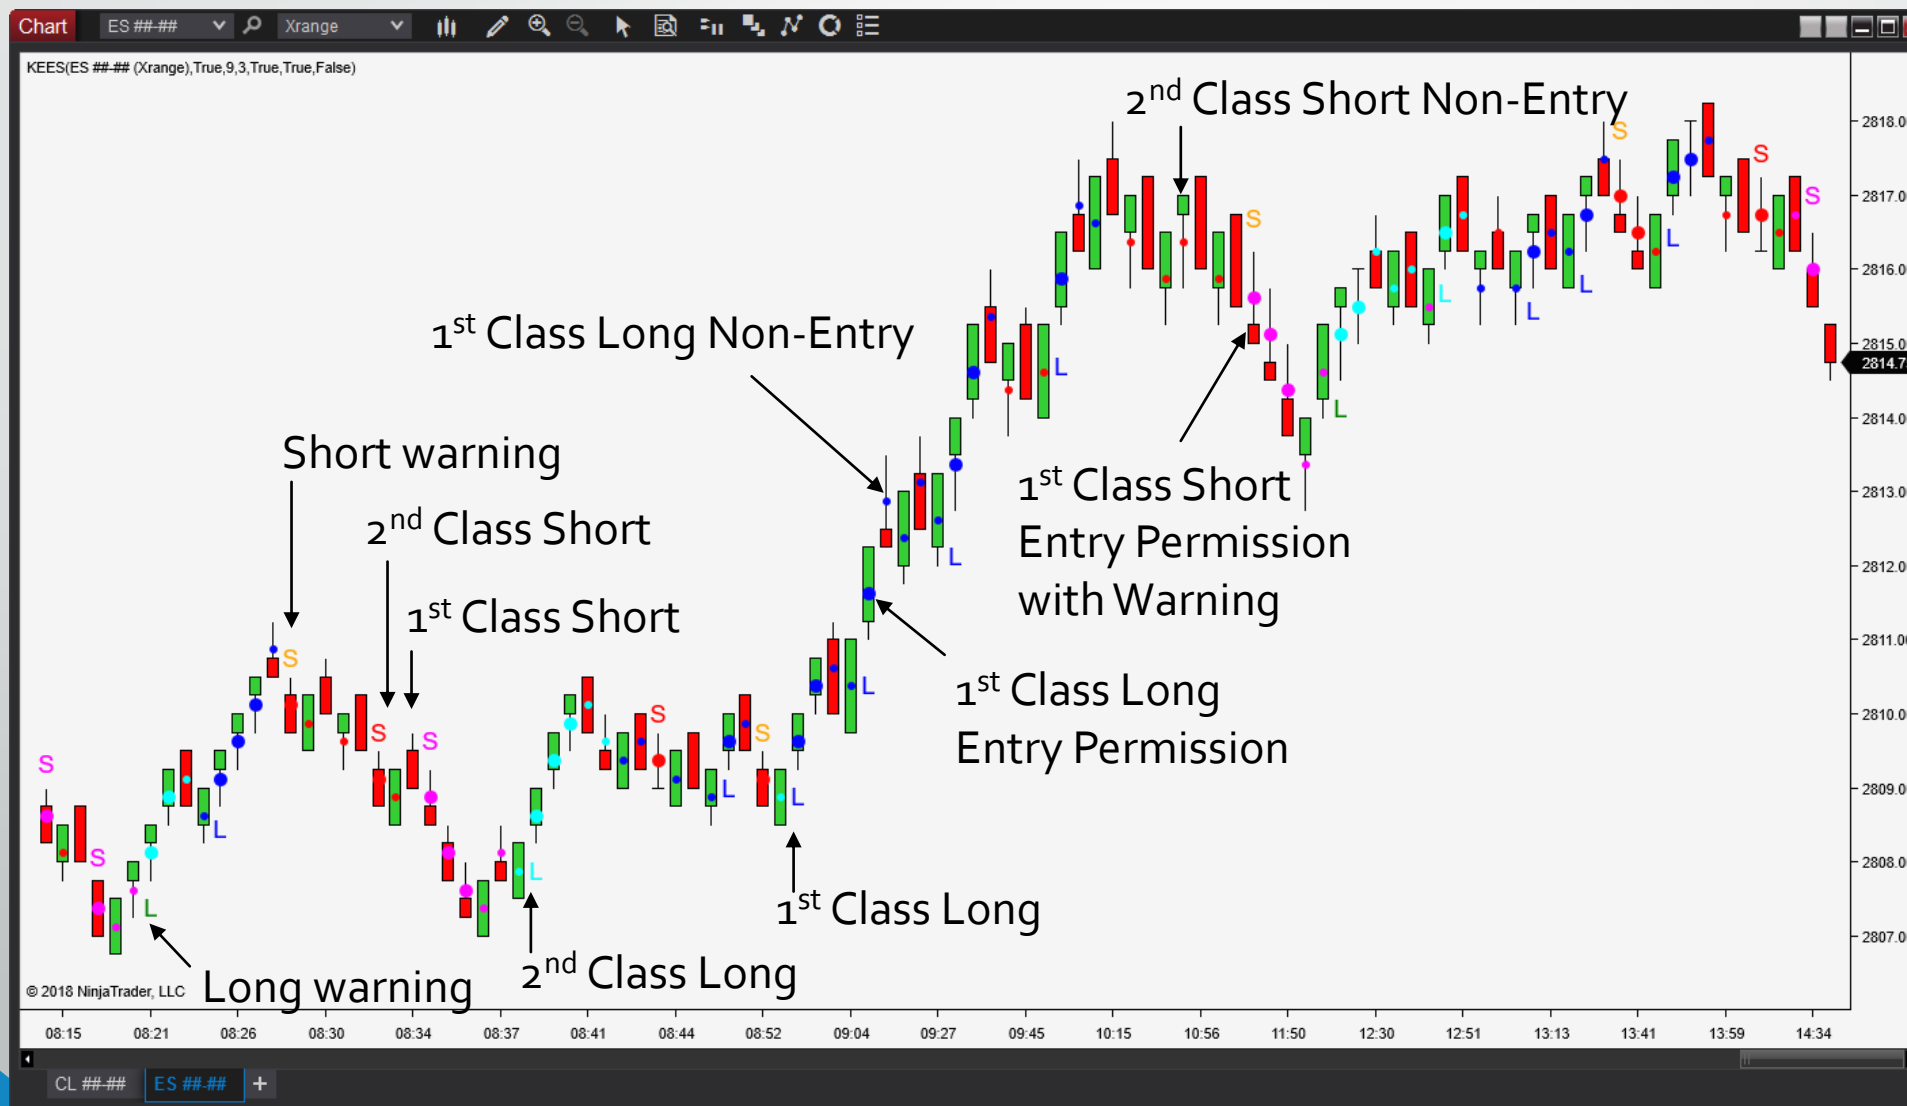 Chart ES ##-## Xrange
KEES(ES ##-## (Xrange),True,9,3,True,True,False)
2nd Class Short Non-Entry
1st Class Long Non-Entry
Short warning
2nd Class Short
1st Class Short
1st Class Short
Entry Permission
with Warning
1st Class Long
Entry Permission
1st Class Long
2nd Class Long
Long warning
S
S
L
L
S
S
S
L
S
L
S
L
L
L
L
S
L
L
L
L
S
L
S
S
2818.0
2817.0
2816.0
2815.0
2814.7
2814.0
2813.0
2812.0
2811.0
2810.0
2809.0
2808.0
2807.0
© 2018 NinjaTrader, LLC
08:15 08:21 08:26 08:30 08:34 08:37 08:41 08:44 08:52 09:04 09:27 09:45 10:15 10:56 11:50 12:30 12:51 13:13 13:41 13:59 14:34
CL ##-## ES ##-## +